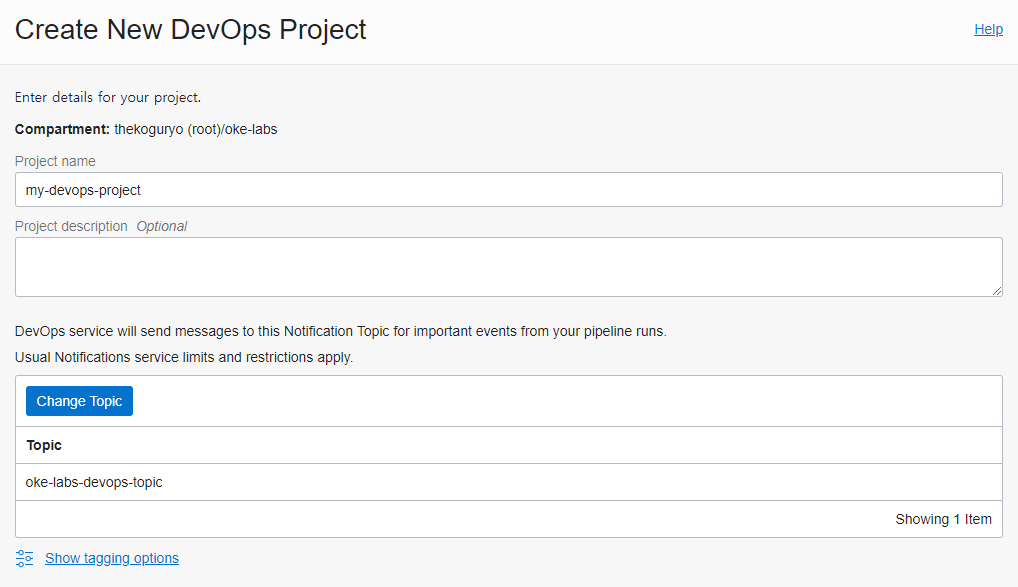 Create New DevOps Project
Help
Enter details for your project.
Compartment: thekoguryo (root)/oke-labs
Project name
my-devops-project
Project description Optional
DevOps service will send messages to this Notification Topic for important events from your pipeline runs.
Usual Notifications service limits and restrictions apply.
Change Topic
Topic
oke-labs-devops-topic
Showing 1 Item
Show tagging options